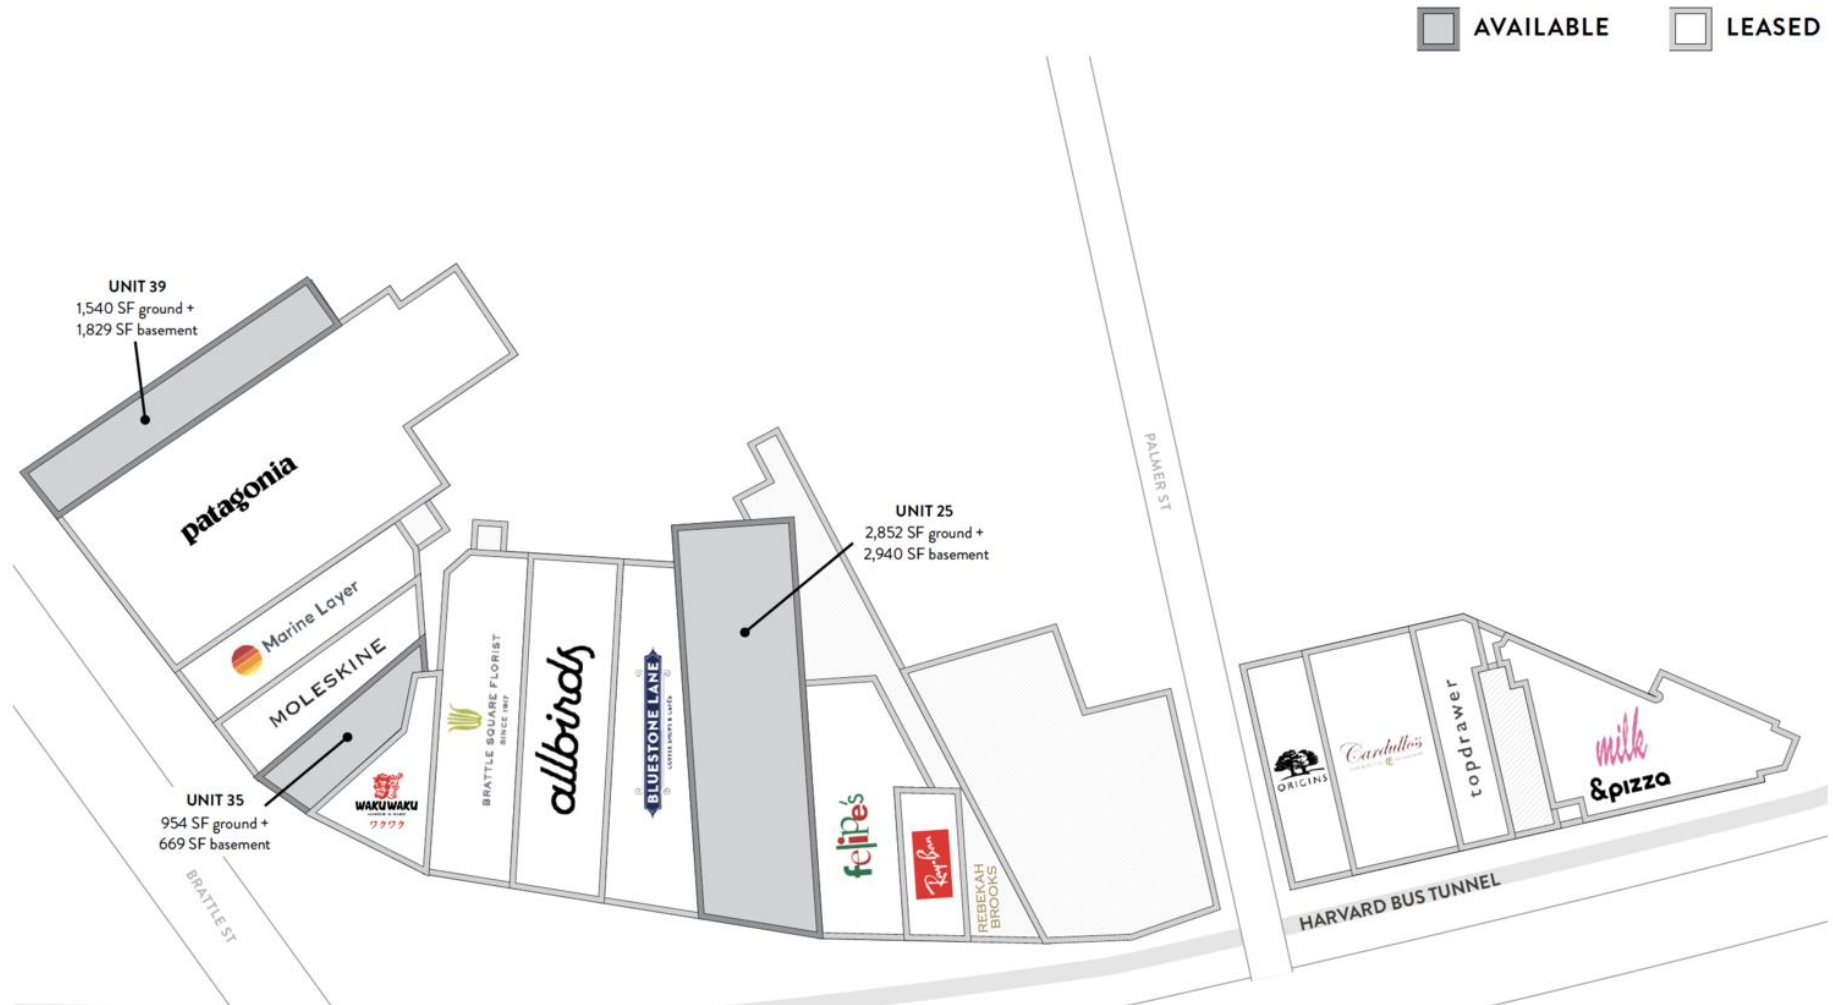 AVAILABLE
LEASED
UNIT 39
1,540 SF ground +
1,829 SF basement
patagonia
Marine Layer
MOLESKINE
UNIT 35
954 SF ground +
669 SF basement
WAKUWAKU
ワクワク
BRATTLE SQUARE FLORIST
SINCE 1917
allbirds
BLUESTONE LANE
UNIT 25
2,852 SF ground +
2,940 SF basement
felipe's
Ray-Ban
REBEKAH
BROOKS
BRATTLE ST
PALMER ST
ORIGINS
Cardullo's
topdrawer
milk
&pizza
HARVARD BUS TUNNEL